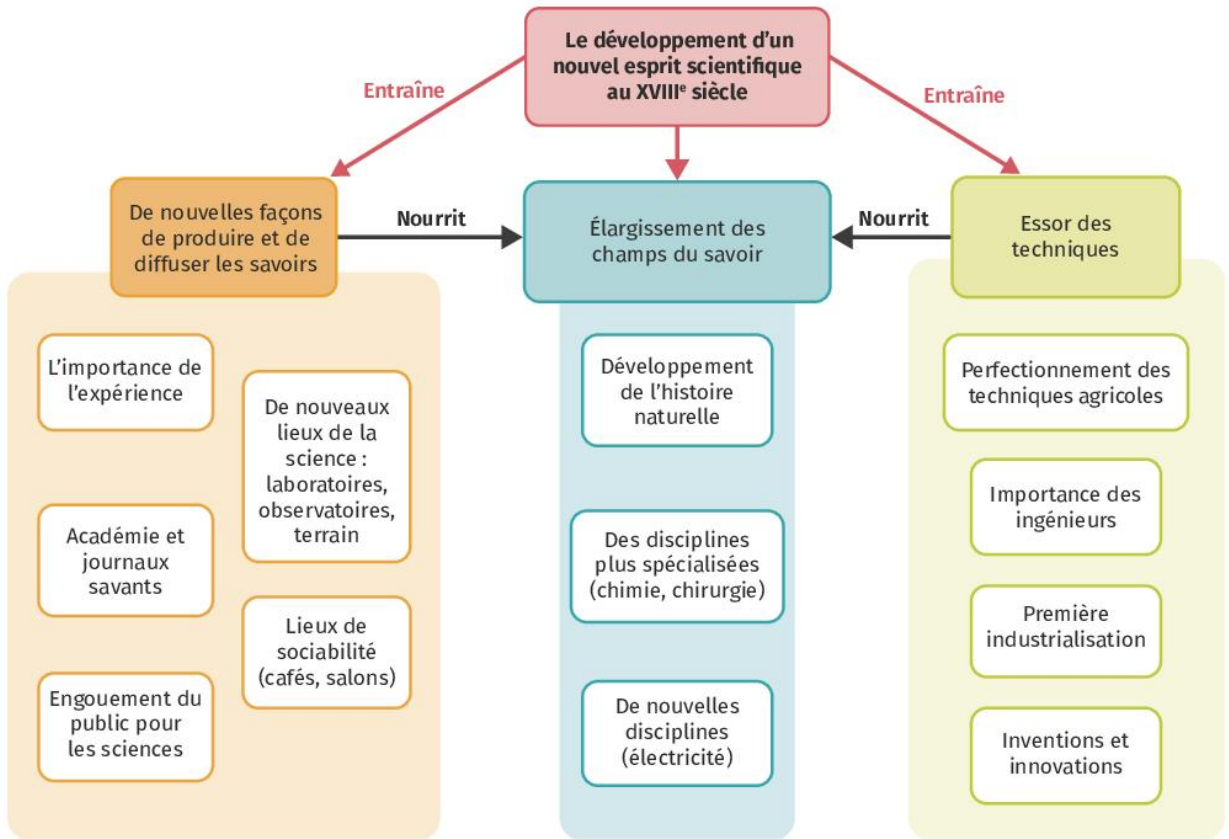 Le développement d'un
nouvel esprit scientifique
au XVIIIᵉ siècle
Entraîne
Entraîne
De nouvelles façons
de produire et de
diffuser les savoirs
Nourrit
Élargissement des
champs du savoir
Nourrit
Essor des
techniques
L'importance de
l'expérience
De nouveaux
lieux de la
science :
laboratoires,
observatoires,
terrain
Académie et
journaux
savants
Lieux de
sociabilité
(cafés, salons)
Engouement du
public pour
les sciences
Développement
de l'histoire
naturelle
Des disciplines
plus spécialisées
(chimie, chirurgie)
De nouvelles
disciplines
(électricité)
Perfectionnement des
techniques agricoles
Importance des
ingénieurs
Première
industrialisation
Inventions et
innovations